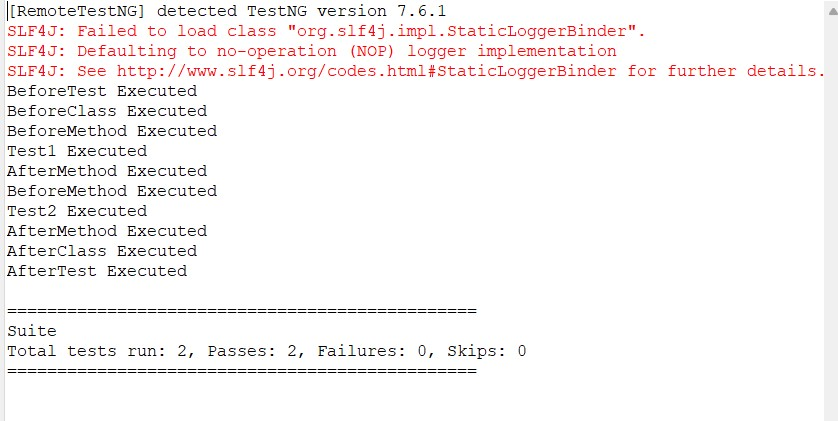 [RemoteTestNG] detected TestNG version 7.6.1
SLF4J: Failed to load class "org.slf4j.impl.StaticLoggerBinder".
SLF4J: Defaulting to no-operation (NOP) logger implementation
SLF4J: See http://www.slf4j.org/codes.html#StaticLoggerBinder for further details.
BeforeTest Executed
BeforeClass Executed
BeforeMethod Executed
Test1 Executed
AfterMethod Executed
BeforeMethod Executed
Test2 Executed
AfterMethod Executed
AfterClass Executed
AfterTest Executed
===============================================
Suite
Total tests run: 2, Passes: 2, Failures: 0, Skips: 0
===============================================